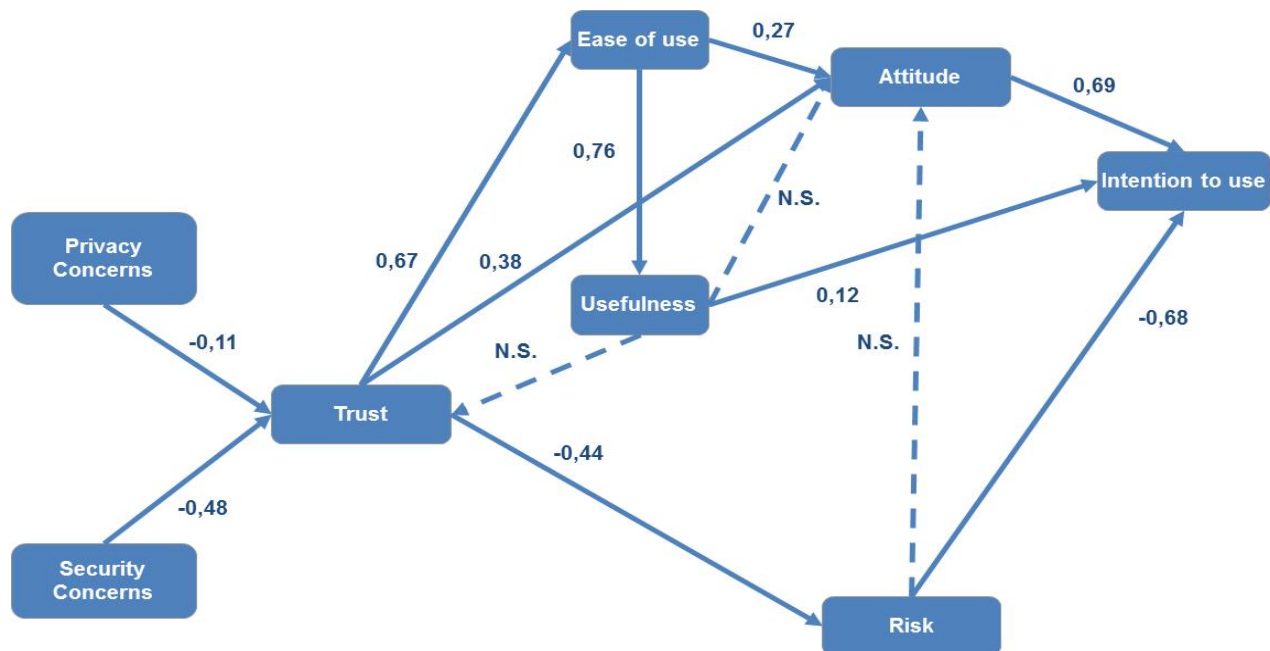 Ease of use
0,27
Attitude
0,69
0,76
Intention to use
N.S.
Privacy
Concerns
0,67
0,38
Usefulness
0,12
-0,68
-0,11
N.S.
N.S.
Trust
-0,44
-0,48
Security
Concerns
Risk